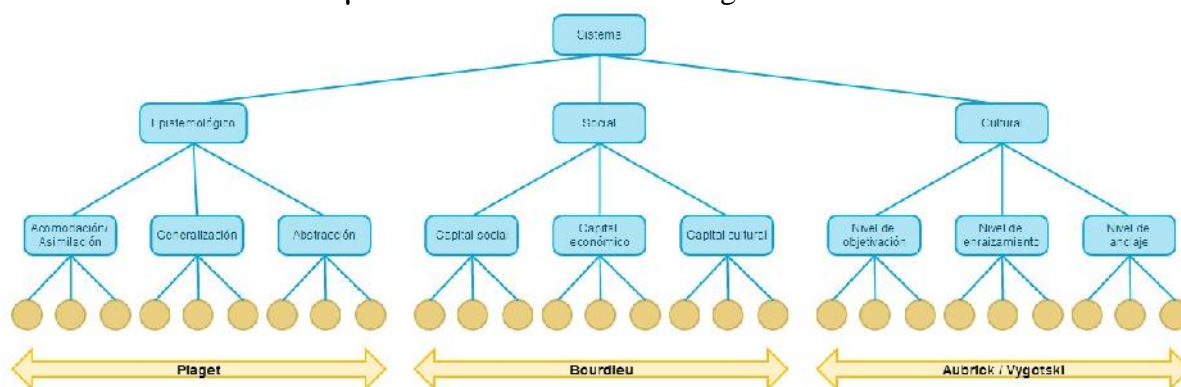 Sistema
Epistemológico
Social
Cultural
Acomodación/
Asimilación
Generalización
Abstracción
Capital social
Capital
económico
Capital cultural
Nivel de
objetivación
Nivel de
enraizamiento
Nivel de
anclaje
Piaget
Bourdieu
Aubrick / Vygotski